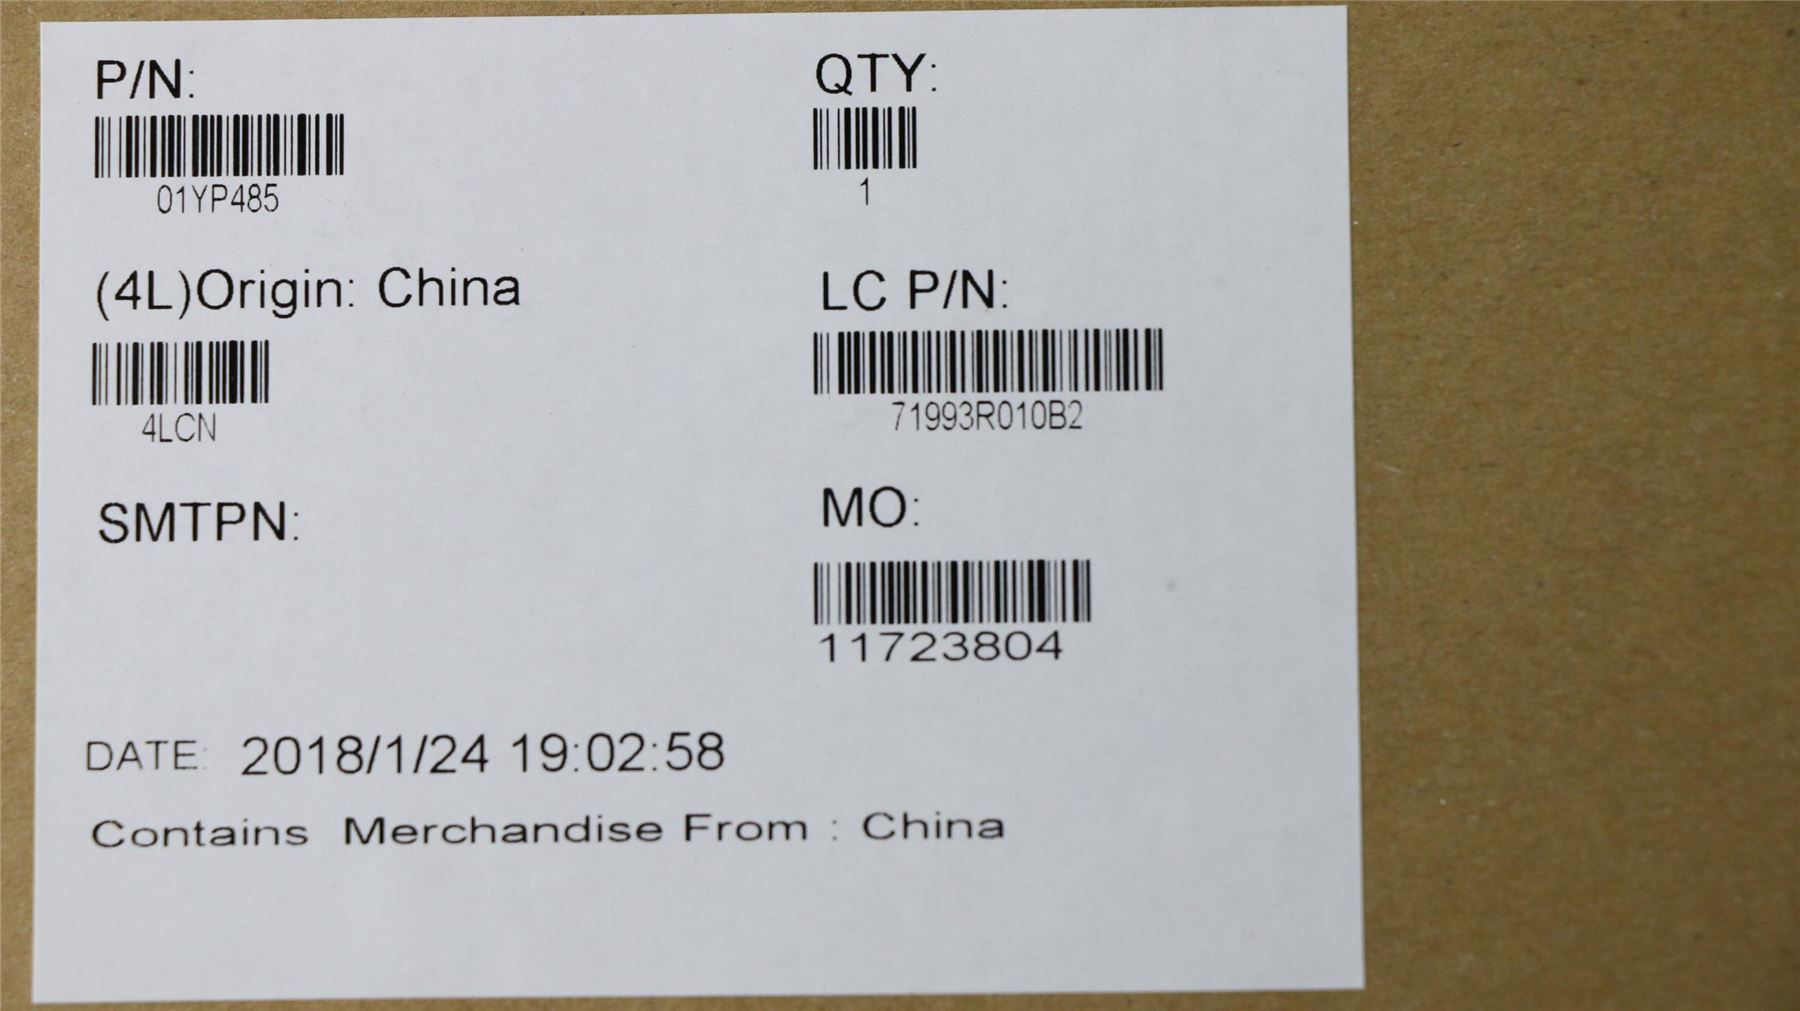 P/N:
01YP485
QTY:
1
(4L)Origin: China
4LCN
LC P/N:
71993R010B2
SMTPN:
MO:
11723804
DATE: 2018/1/24 19:02:58
Contains Merchandise From : China